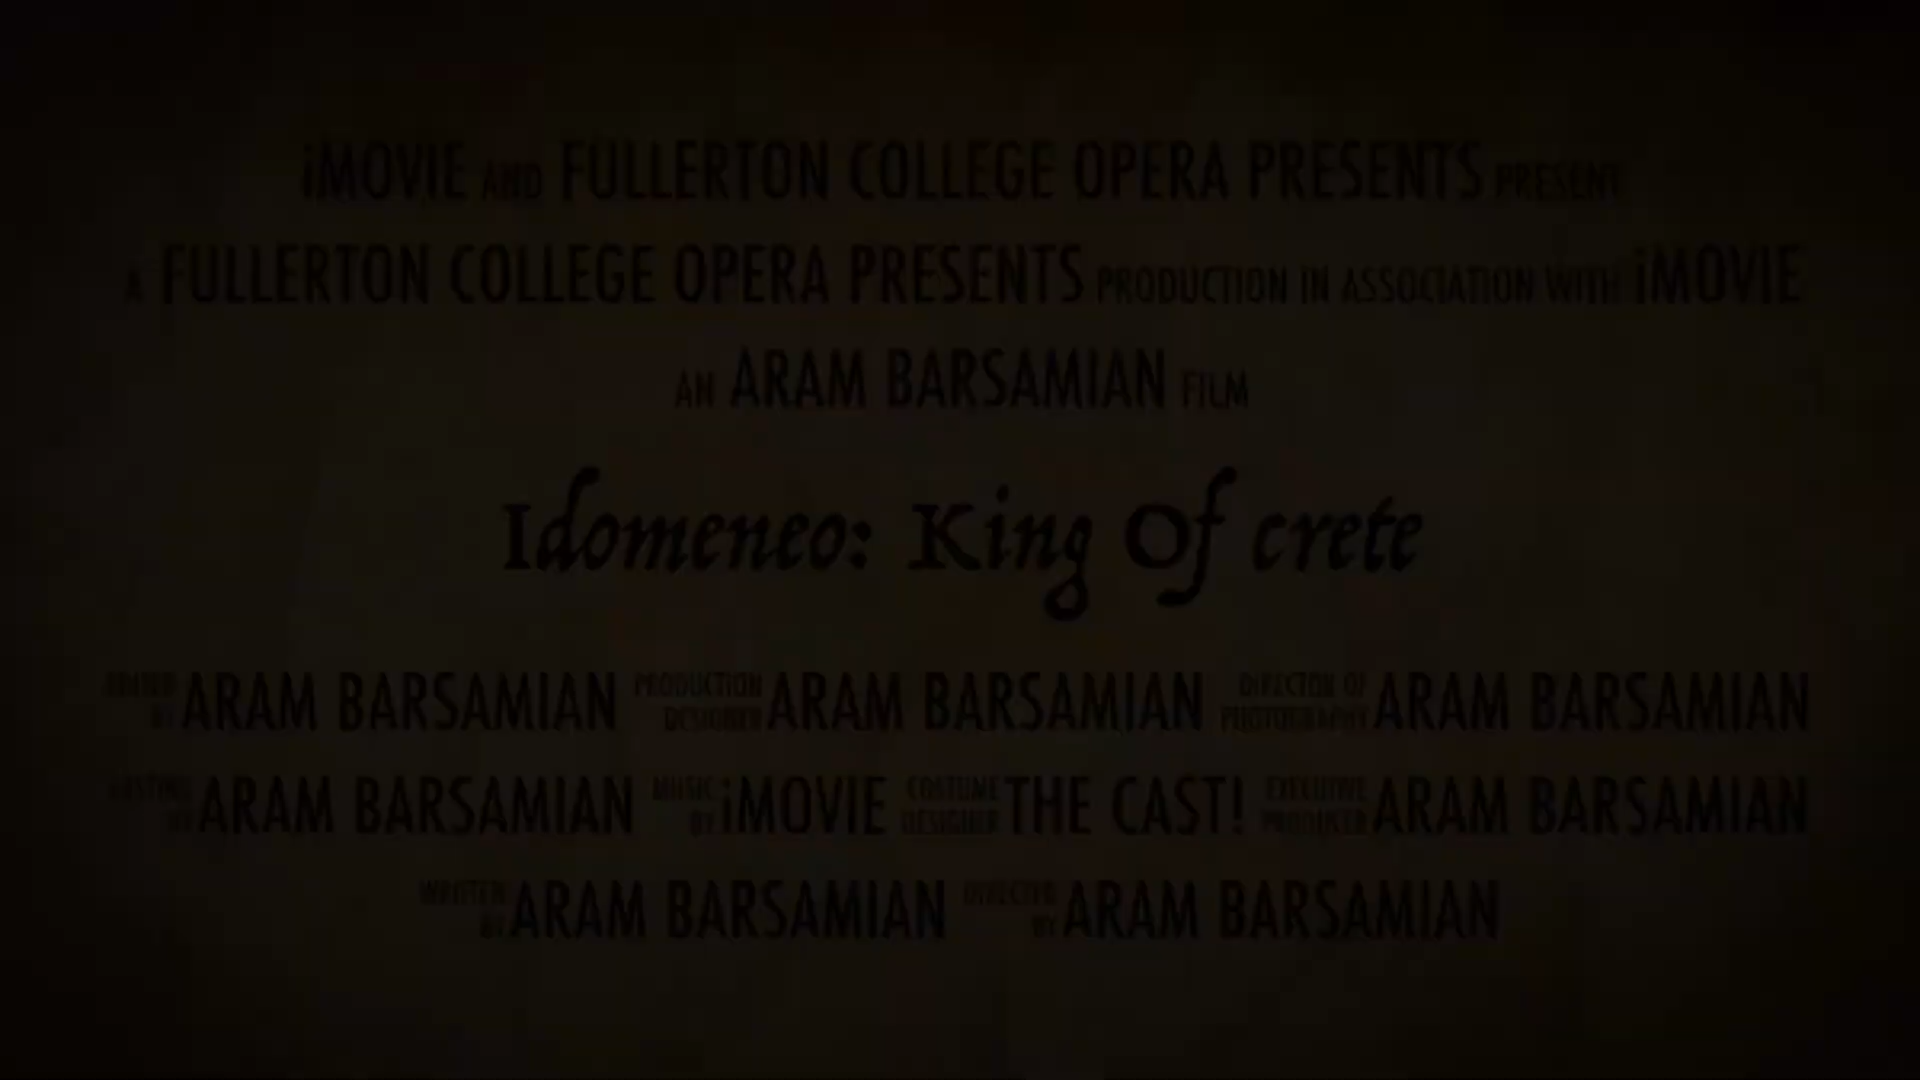 iMOVIE AND FULLERTON COLLEGE OPERA PRESENTS PRESENT
A FULLERTON COLLEGE OPERA PRESENTS PRODUCTION IN ASSOCIATION WITH iMOVIE
AN ARAM BARSAMIAN FILM
Idomeneo: King Of crete
EDITED BY ARAM BARSAMIAN PRODUCTION DESIGNER ARAM BARSAMIAN DIRECTOR OF PHOTOGRAPHY ARAM BARSAMIAN
CASTING BY ARAM BARSAMIAN MUSIC BY iMOVIE COSTUME DESIGNER THE CAST! EXECUTIVE PRODUCER ARAM BARSAMIAN
WRITTEN BY ARAM BARSAMIAN DIRECTED BY ARAM BARSAMIAN